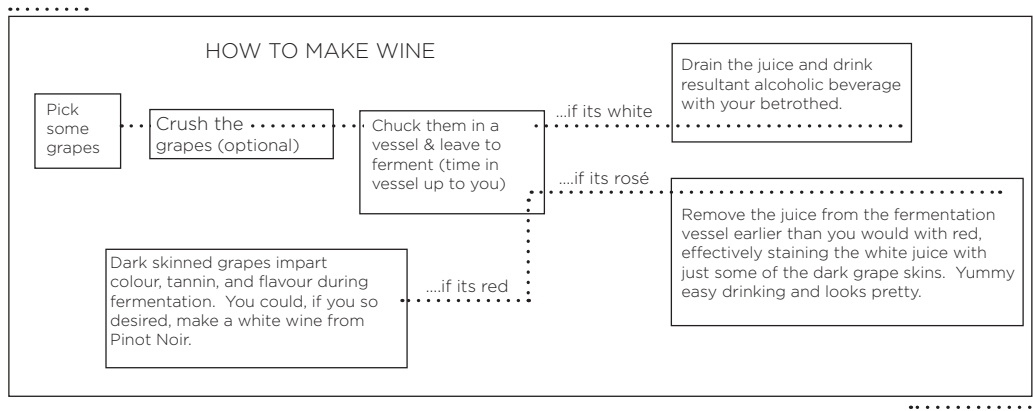 HOW TO MAKE WINE
Pick
some
grapes
Crush the
grapes (optional)
Chuck them in a
vessel & leave to
ferment (time in
vessel up to you)
...if its white
Drain the juice and drink
resultant alcoholic beverage
with your betrothed.
....if its rosé
Remove the juice from the fermentation
vessel earlier than you would with red,
effectively staining the white juice with
just some of the dark grape skins.  Yummy
easy drinking and looks pretty.
....if its red
Dark skinned grapes impart
colour, tannin, and flavour during
fermentation.  You could, if you so
desired, make a white wine from
Pinot Noir.